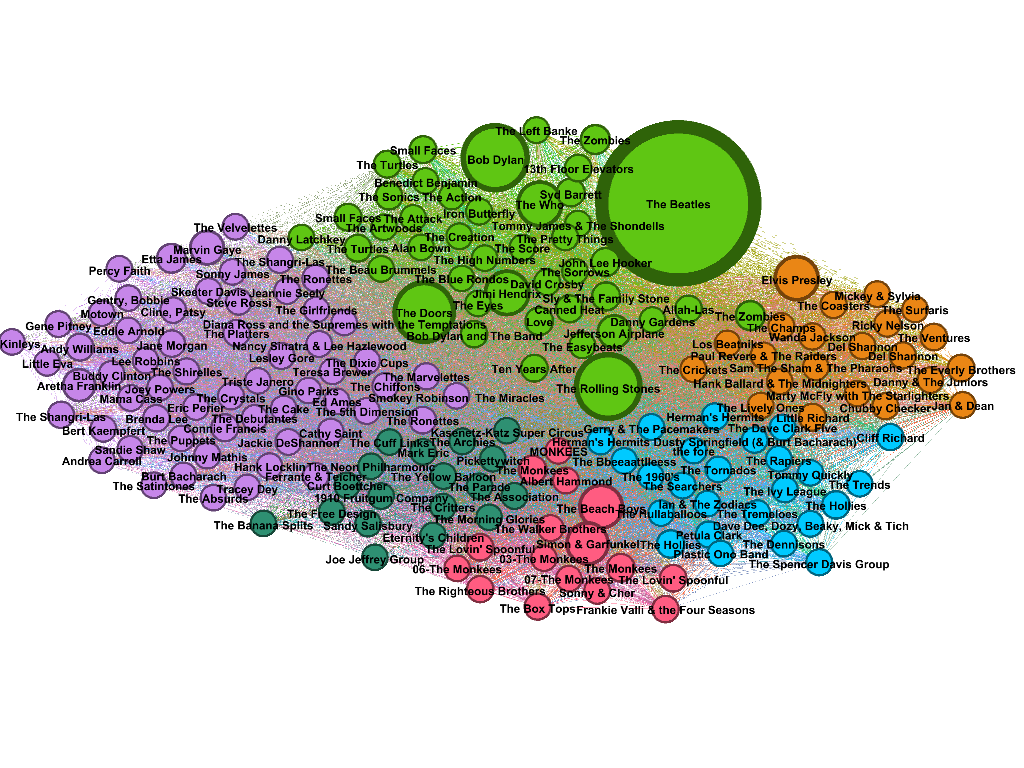 The Left Banke
The Zombies
Small Faces
Bob Dylan
The Turtles
13th Floor Elevators
Benedict Benjamin
The Sonics
The Action
Syd Barrett
The Who
The Beatles
Small Faces
The Attack
Iron Butterfly
The Artwoods
Tommy James & The Shondells
The Velvelettes
Danny Latchkey
The Creation
The Pretty Things
Marvin Gaye
The Turtles
Alan Bown
The Score
Etta James
The Shangri-Las
The High Numbers
John Lee Hooker
Percy Faith
Sonny James
The Beau Brummels
The Sorrows
The Ronettes
The Blue Rondos
David Crosby
Elvis Presley
Skeeter Davis
Jeannie Seely
Jimi Hendrix
Sly & The Family Stone
Mickey & Sylvia
Gentry, Bobbie
Steve Rossi
The Eyes
Canned Heat
Allah-Las
The Coasters
The Surfaris
Motown
Cline, Patsy
The Girlfriends
The Doors
The Zombies
Gene Pitney
Eddie Arnold
Diana Ross and the Supremes with the Temptations
Love
Danny Gardens
The Champs
Ricky Nelson
The Platters
Bob Dylan and The Band
Jefferson Airplane
Wanda Jackson
The Ventures
Kinleys
Andy Williams
Jane Morgan
Nancy Sinatra & Lee Hazlewood
The Easybeats
Los Beatniks
Del Shannon
Lesley Gore
Paul Revere & The Raiders
Del Shannon
Little Eva
Lee Robbins
The Dixie Cups
Ten Years After
The Crickets
Sam The Sham & The Pharaohs
The Everly Brothers
Buddy Clinton
The Shirelles
Teresa Brewer
The Marvelettes
Aretha Franklin
Joey Powers
Triste Janero
The Chiffons
The Rolling Stones
Hank Ballard & The Midnighters
Danny & The Juniors
Mama Cass
The Crystals
Gino Parks
Smokey Robinson
The Miracles
Marty McFly with The Starlighters
Ed Ames
The Lively Ones
Chubby Checker
Jan & Dean
The Shangri-Las
Brenda Lee
Eric Perier
The Debutantes
The Cake
The 5th Dimension
The Ronettes
Herman's Hermits
Little Richard
Bert Kaempfert
Connie Francis
Cathy Saint
Kasenetz-Katz Super Circus
Gerry & The Pacemakers
The Dave Clark Five
Cliff Richard
The Puppets
Jackie DeShannon
The Cuff Links
The Archies
Herman's Hermits
Dusty Springfield (& Burt Bacharach)
Sandie Shaw
Mark Eric
MONKEES
the fore
Andrea Carroll
Johnny Mathis
Pickettywitch
The Bbeeaattlleess
The Rapiers
Hank Locklin
The Neon Philharmonic
The Monkees
The Tornados
Tommy Quickly
Burt Bacharach
Ferrante & Teicher
The Yellow Balloon
Albert Hammond
The 1960's
The Trends
The Satintones
Tracey Dey
Curt Boettcher
The Parade
The Searchers
The Ivy League
The Absurds
1910 Fruitgum Company
The Association
The Hollies
The Critters
The Beach Boys
Ian & The Zodiacs
The Free Design
The Hullaballoos
The Tremeloes
The Banana Splits
Sandy Salisbury
The Morning Glories
The Walker Brothers
Dave Dee, Dozy, Beaky, Mick & Tich
Eternity's Children
Petula Clark
The Lovin' Spoonful
Simon & Garfunkel
The Hollies
The Dennisons
Joe Jeffrey Group
03-The Monkees
Plastic Ono Band
The Spencer Davis Group
06-The Monkees
The Monkees
07-The Monkees
The Lovin' Spoonful
The Righteous Brothers
Sonny & Cher
The Box Tops
Frankie Valli & the Four Seasons